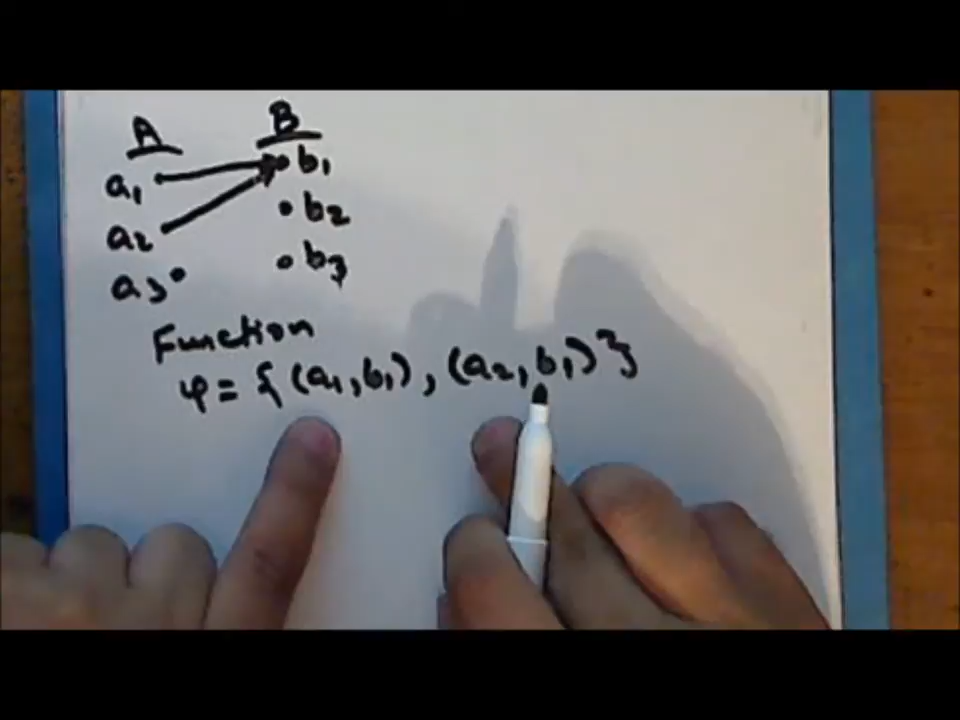 A B
a1 b1
a2 b2
a3 b3
Function
φ = {(a1, b1), (a2, b1)}